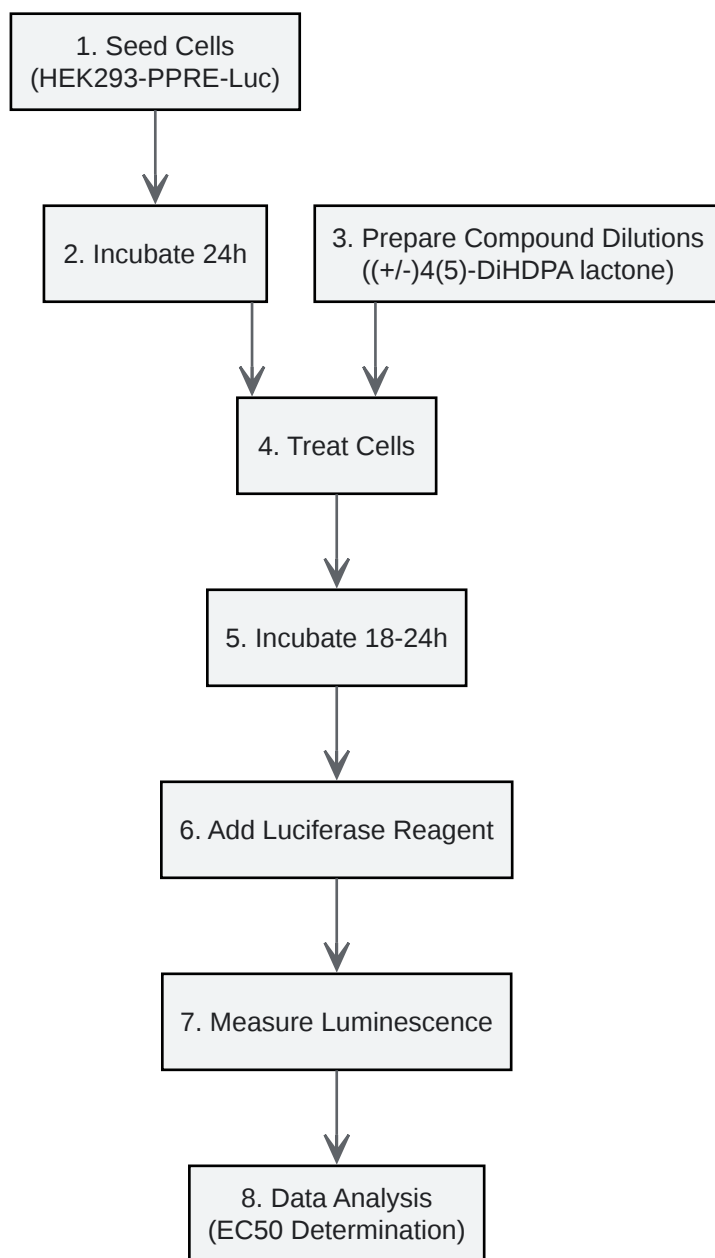 1. Seed Cells
(HEK293-PPRE-Luc)
2. Incubate 24h
3. Prepare Compound Dilutions
((+/-)4(5)-DiHDPA lactone)
4. Treat Cells
5. Incubate 18-24h
6. Add Luciferase Reagent
7. Measure Luminescence
8. Data Analysis
(EC50 Determination)